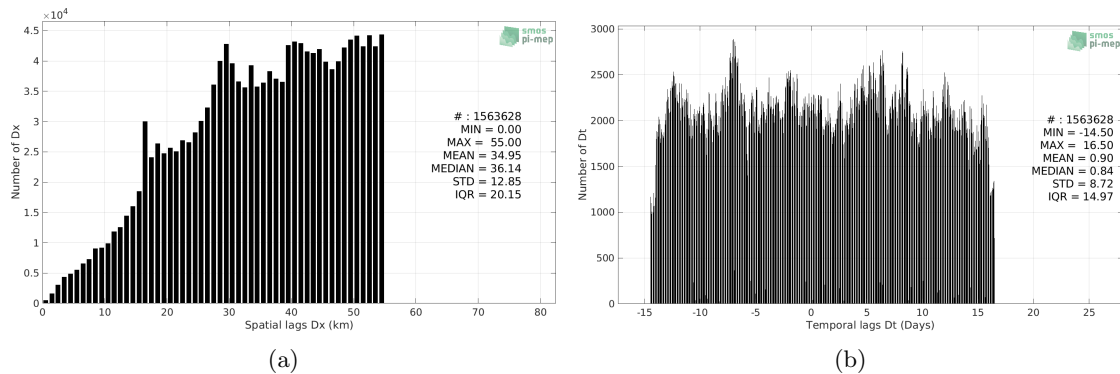 ×10⁴
4.5
4
3.5
3
2.5
2
1.5
1
0.5
0
Number of Dx
0 10 20 30 40 50 60 70 80
Spatial lags Dx (km)
smos
pi-mep
# : 1563628
MIN = 0.00
MAX = 55.00
MEAN = 34.95
MEDIAN = 36.14
STD = 12.85
IQR = 20.15
(a)
3000
2500
2000
1500
1000
500
0
Number of Dt
-15 -10 -5 0 5 10 15 20 25
Temporal lags Dt (Days)
smos
pi-mep
# : 1563628
MIN = -14.50
MAX = 16.50
MEAN = 0.90
MEDIAN = 0.84
STD = 8.72
IQR = 14.97
(b)